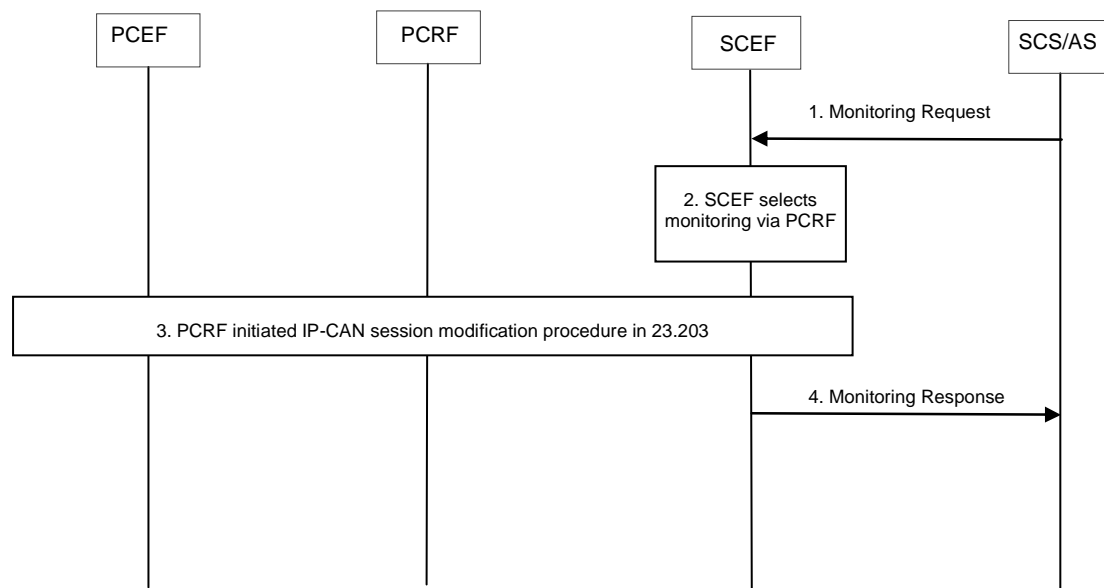 PCEF
PCRF
SCEF
SCS/AS
1. Monitoring Request
2. SCEF selects
monitoring via PCRF
3. PCRF initiated IP-CAN session modification procedure in 23.203
4. Monitoring Response